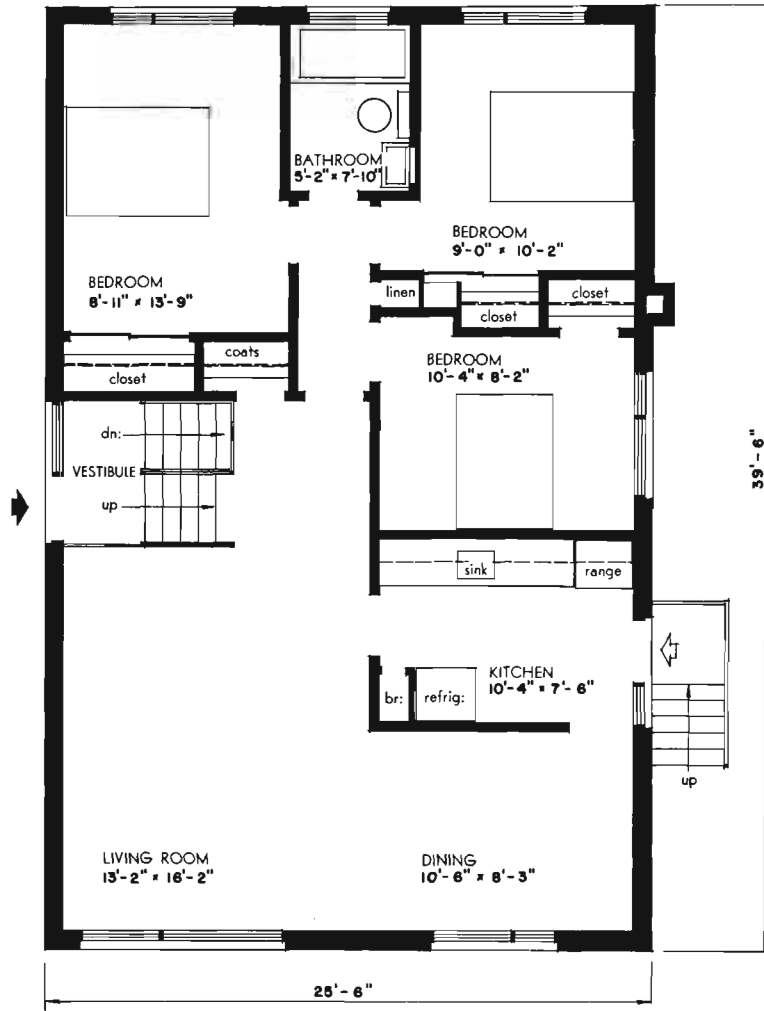 BATHROOM
5'-2" × 7'-10"
BEDROOM
9'-0" × 10'-2"
BEDROOM
8'-11" × 13'-9"
linen
closet
closet
coats
closet
BEDROOM
10'-4" × 8'-2"
dn:
VESTIBULE
up
39'-6"
sink
range
KITCHEN
10'-4" × 7'-6"
br:
refrig:
up
LIVING ROOM
13'-2" × 16'-2"
DINING
10'-6" × 8'-3"
25'-6"